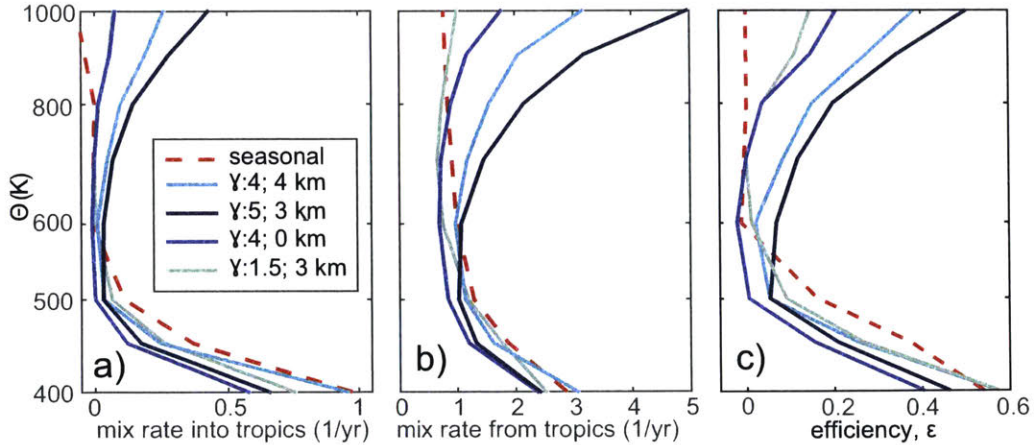 Θ(K)
1000
800
600
500
400
seasonal
ɣ:4; 4 km
ɣ:5; 3 km
ɣ:4; 0 km
ɣ:1.5; 3 km
a)
b)
c)
0 0.5 1
0 1 2 3 4 5
0 0.2 0.4 0.6
mix rate into tropics (1/yr)
mix rate from tropics (1/yr)
efficiency, ε